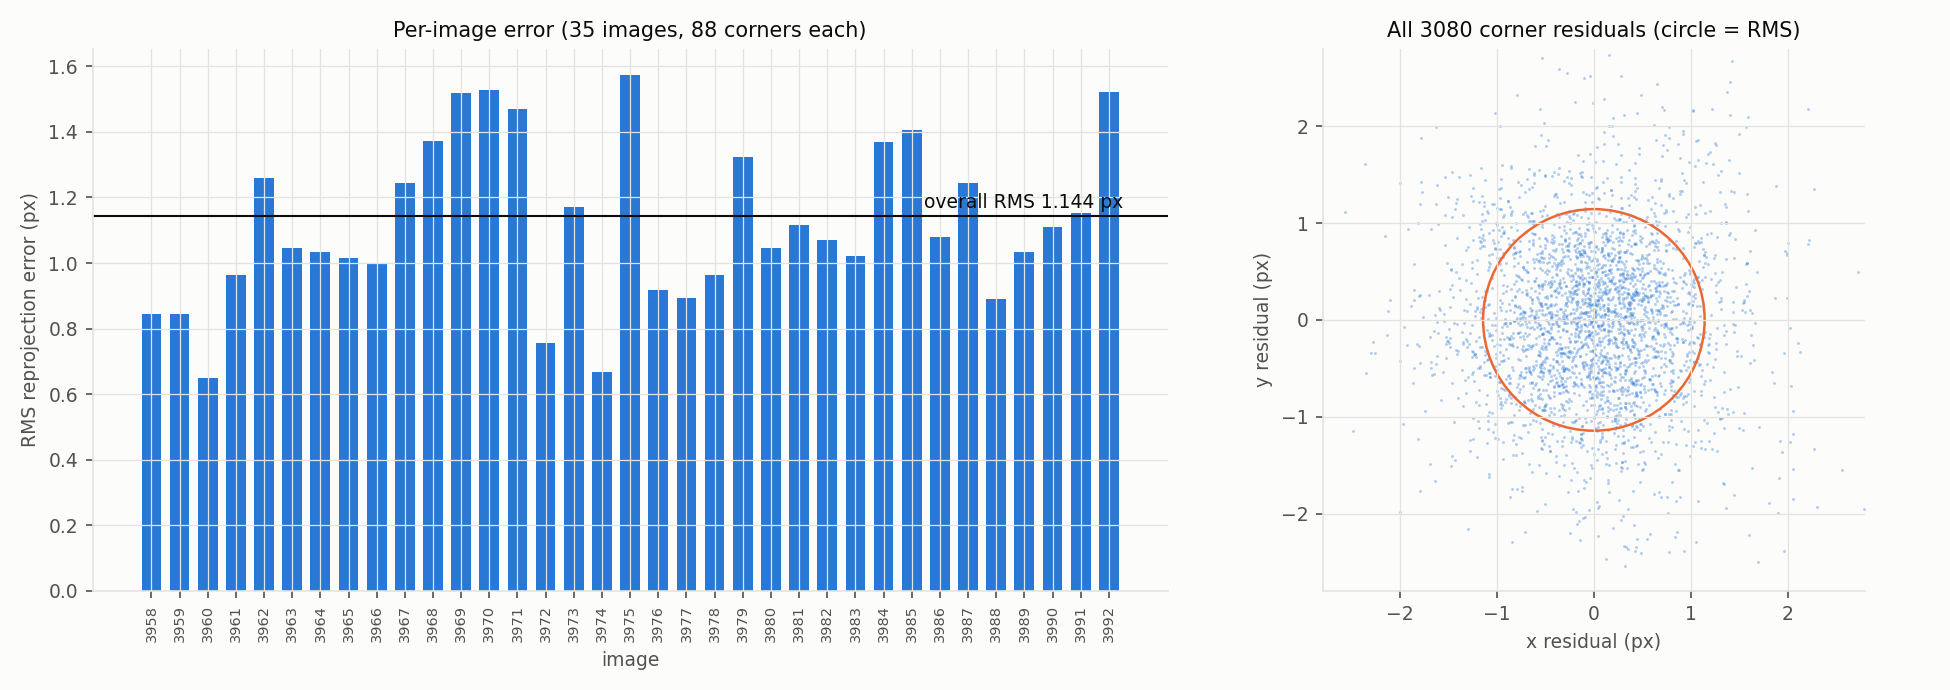 Per-image error (35 images, 88 corners each)
RMS reprojection error (px)
1.6
1.4
1.2
1.0
0.8
0.6
0.4
0.2
0.0
overall RMS 1.144 px
3958 3959 3960 3961 3962 3963 3964 3965 3966 3967 3968 3969 3970 3971 3972 3973 3974 3975 3976 3977 3978 3979 3980 3981 3982 3983 3984 3985 3986 3987 3988 3989 3990 3991 3992
image
All 3080 corner residuals (circle = RMS)
y residual (px)
2
1
0
−1
−2
−2 −1 0 1 2
x residual (px)